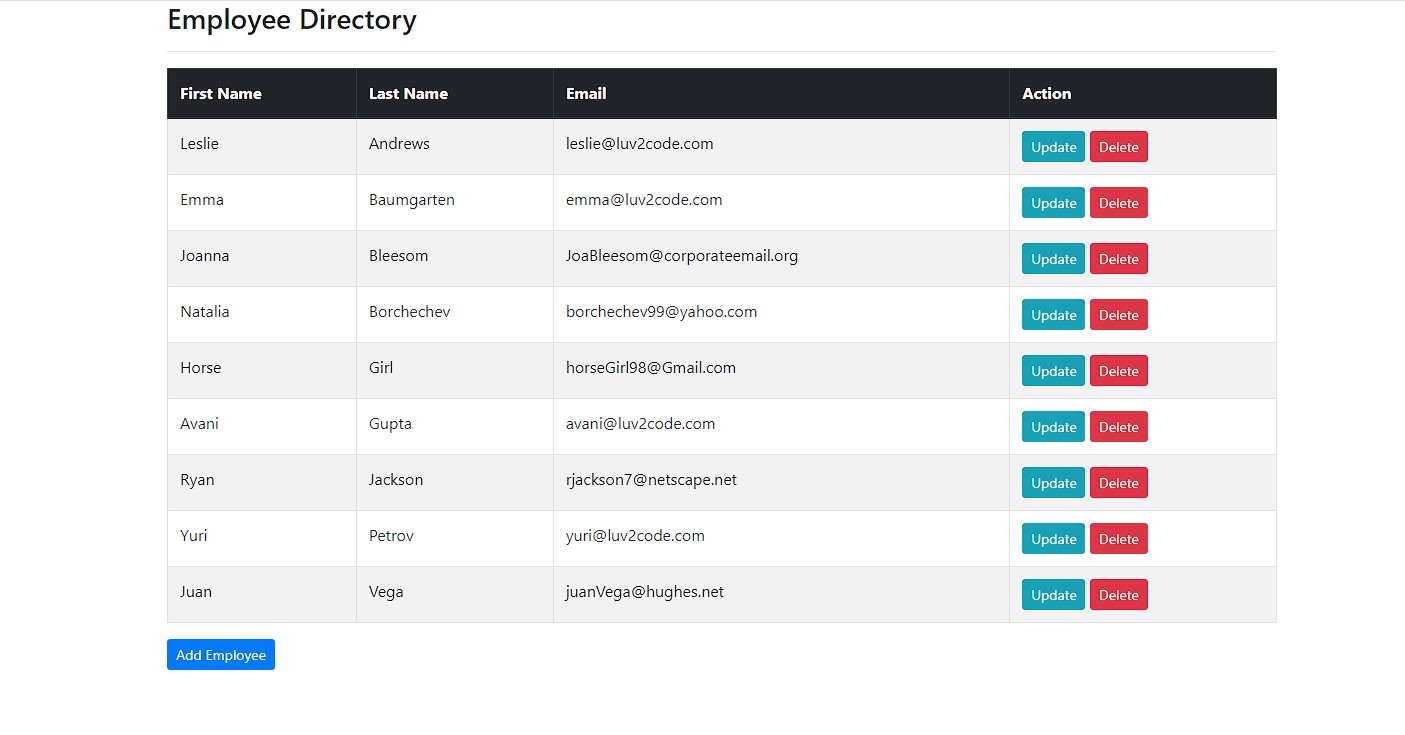 Employee Directory
First Name Last Name Email Action
Leslie Andrews leslie@luv2code.com Update Delete
Emma Baumgarten emma@luv2code.com Update Delete
Joanna Bleesom JoaBleesom@corporateemail.org Update Delete
Natalia Borchechev borchechev99@yahoo.com Update Delete
Horse Girl horseGirl98@Gmail.com Update Delete
Avani Gupta avani@luv2code.com Update Delete
Ryan Jackson rjackson7@netscape.net Update Delete
Yuri Petrov yuri@luv2code.com Update Delete
Juan Vega juanVega@hughes.net Update Delete
Add Employee